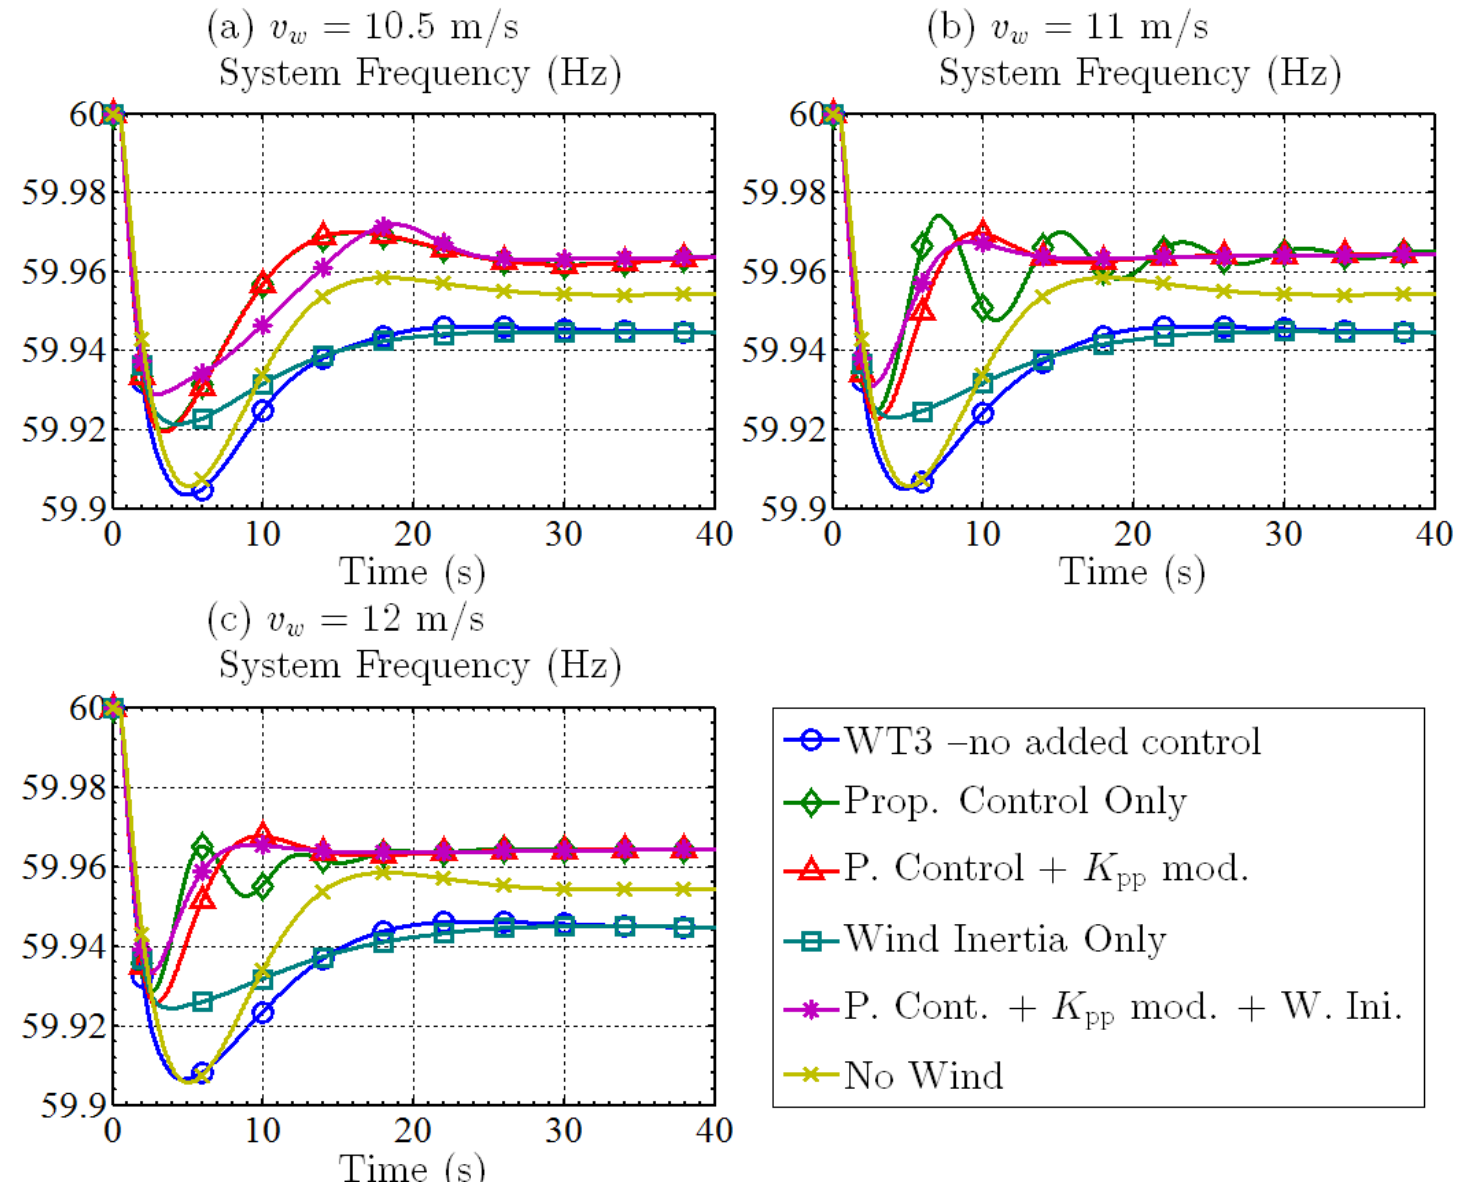 (a) v_w = 10.5 m/s
System Frequency (Hz)
60
59.98
59.96
59.94
59.92
59.9
0 10 20 30 40
Time (s)
(b) v_w = 11 m/s
System Frequency (Hz)
60
59.98
59.96
59.94
59.92
59.9
0 10 20 30 40
Time (s)
(c) v_w = 12 m/s
System Frequency (Hz)
60
59.98
59.96
59.94
59.92
59.9
0 10 20 30 40
Time (s)
WT3 –no added control
Prop. Control Only
P. Control + K_pp mod.
Wind Inertia Only
P. Cont. + K_pp mod. + W. Ini.
No Wind